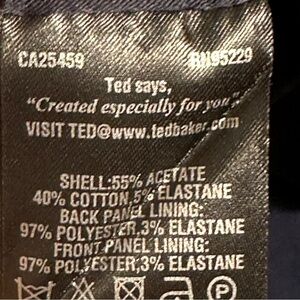 CA25459 RN95229
Ted says,
"Created especially for you"
VISIT TED@www.tedbaker.com
SHELL:55% ACETATE
40% COTTON,5% ELASTANE
BACK PANEL LINING:
97% POLYESTER,3% ELASTANE
FRONT PANEL LINING:
97% POLYESTER,3% ELASTANE